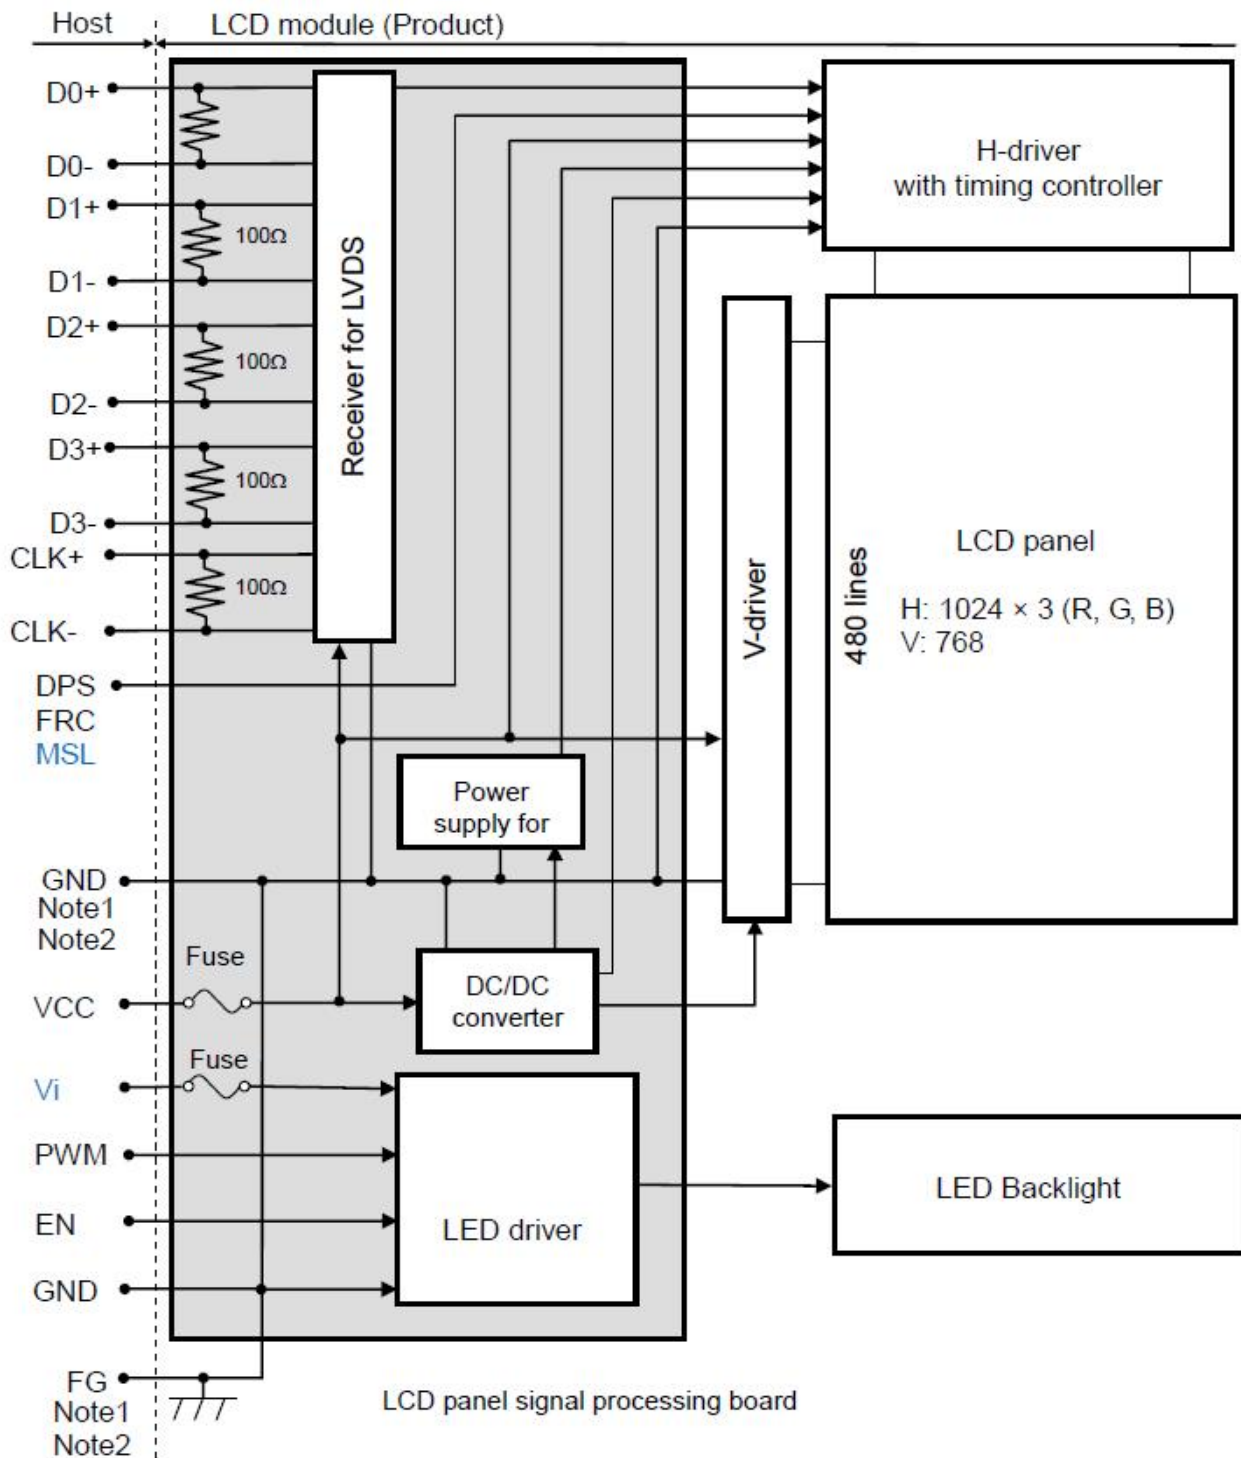 Host
LCD module (Product)
D0+
D0-
D1+
100Ω
D1-
D2+
100Ω
D2-
D3+
100Ω
D3-
CLK+
100Ω
CLK-
Receiver for LVDS
H-driver
with timing controller
DPS
FRC
MSL
V-driver
480 lines
LCD panel
H: 1024 × 3 (R, G, B)
V: 768
Power
supply for
GND
Note1
Note2
Fuse
VCC
DC/DC
converter
Fuse
Vi
PWM
EN
GND
LED driver
LED Backlight
FG
Note1
Note2
LCD panel signal processing board